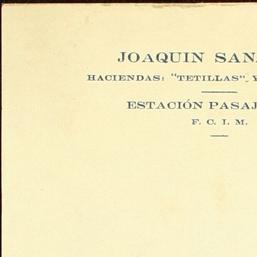 JOAQUIN SAN
HACIENDAS: "TETILLAS", Y
ESTACIÓN PASAJ
F. C. I. M.